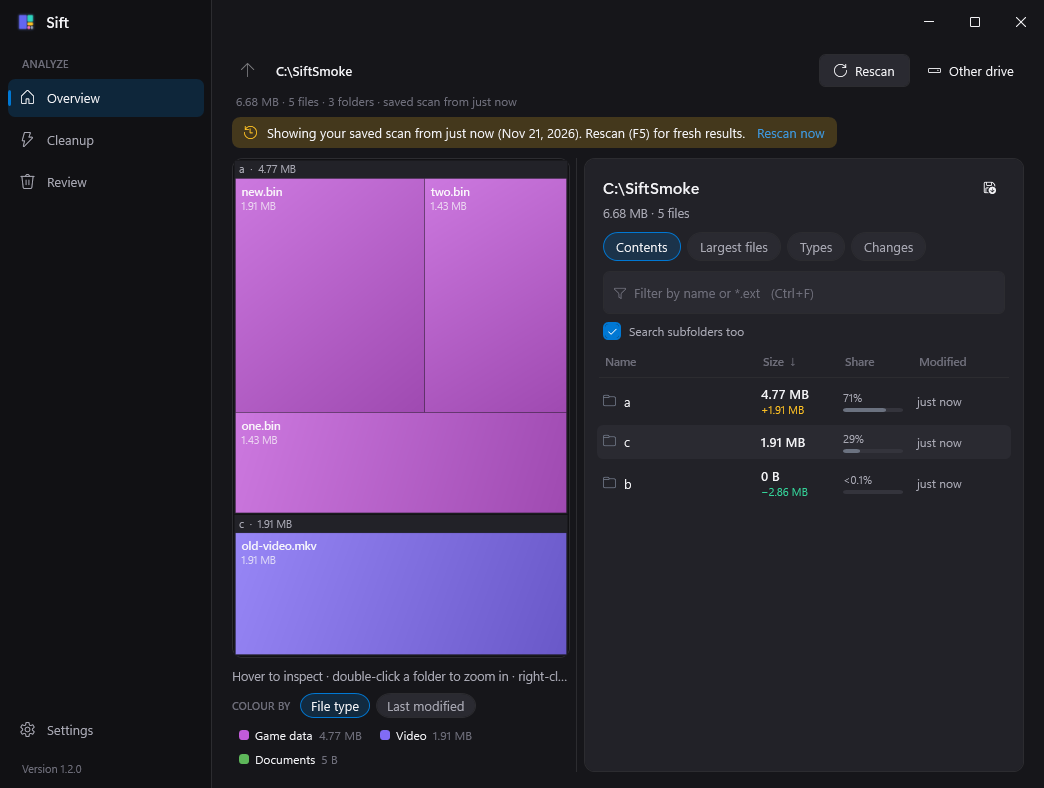 Sift
ANALYZE
Overview
Cleanup
Review
Settings
Version 1.2.0
C:\SiftSmoke
Rescan
Other drive
6.68 MB · 5 files · 3 folders · saved scan from just now
Showing your saved scan from just now (Nov 21, 2026). Rescan (F5) for fresh results. Rescan now
a · 4.77 MB
new.bin
1.91 MB
two.bin
1.43 MB
one.bin
1.43 MB
c · 1.91 MB
old-video.mkv
1.91 MB
Hover to inspect · double-click a folder to zoom in · right-cl...
COLOUR BY File type Last modified
Game data 4.77 MB Video 1.91 MB
Documents 5 B
C:\SiftSmoke
6.68 MB · 5 files
Contents Largest files Types Changes
Filter by name or *.ext (Ctrl+F)
Search subfolders too
Name Size ↓ Share Modified
a 4.77 MB 71% just now
+1.91 MB
c 1.91 MB 29% just now
b 0 B <0.1% just now
−2.86 MB